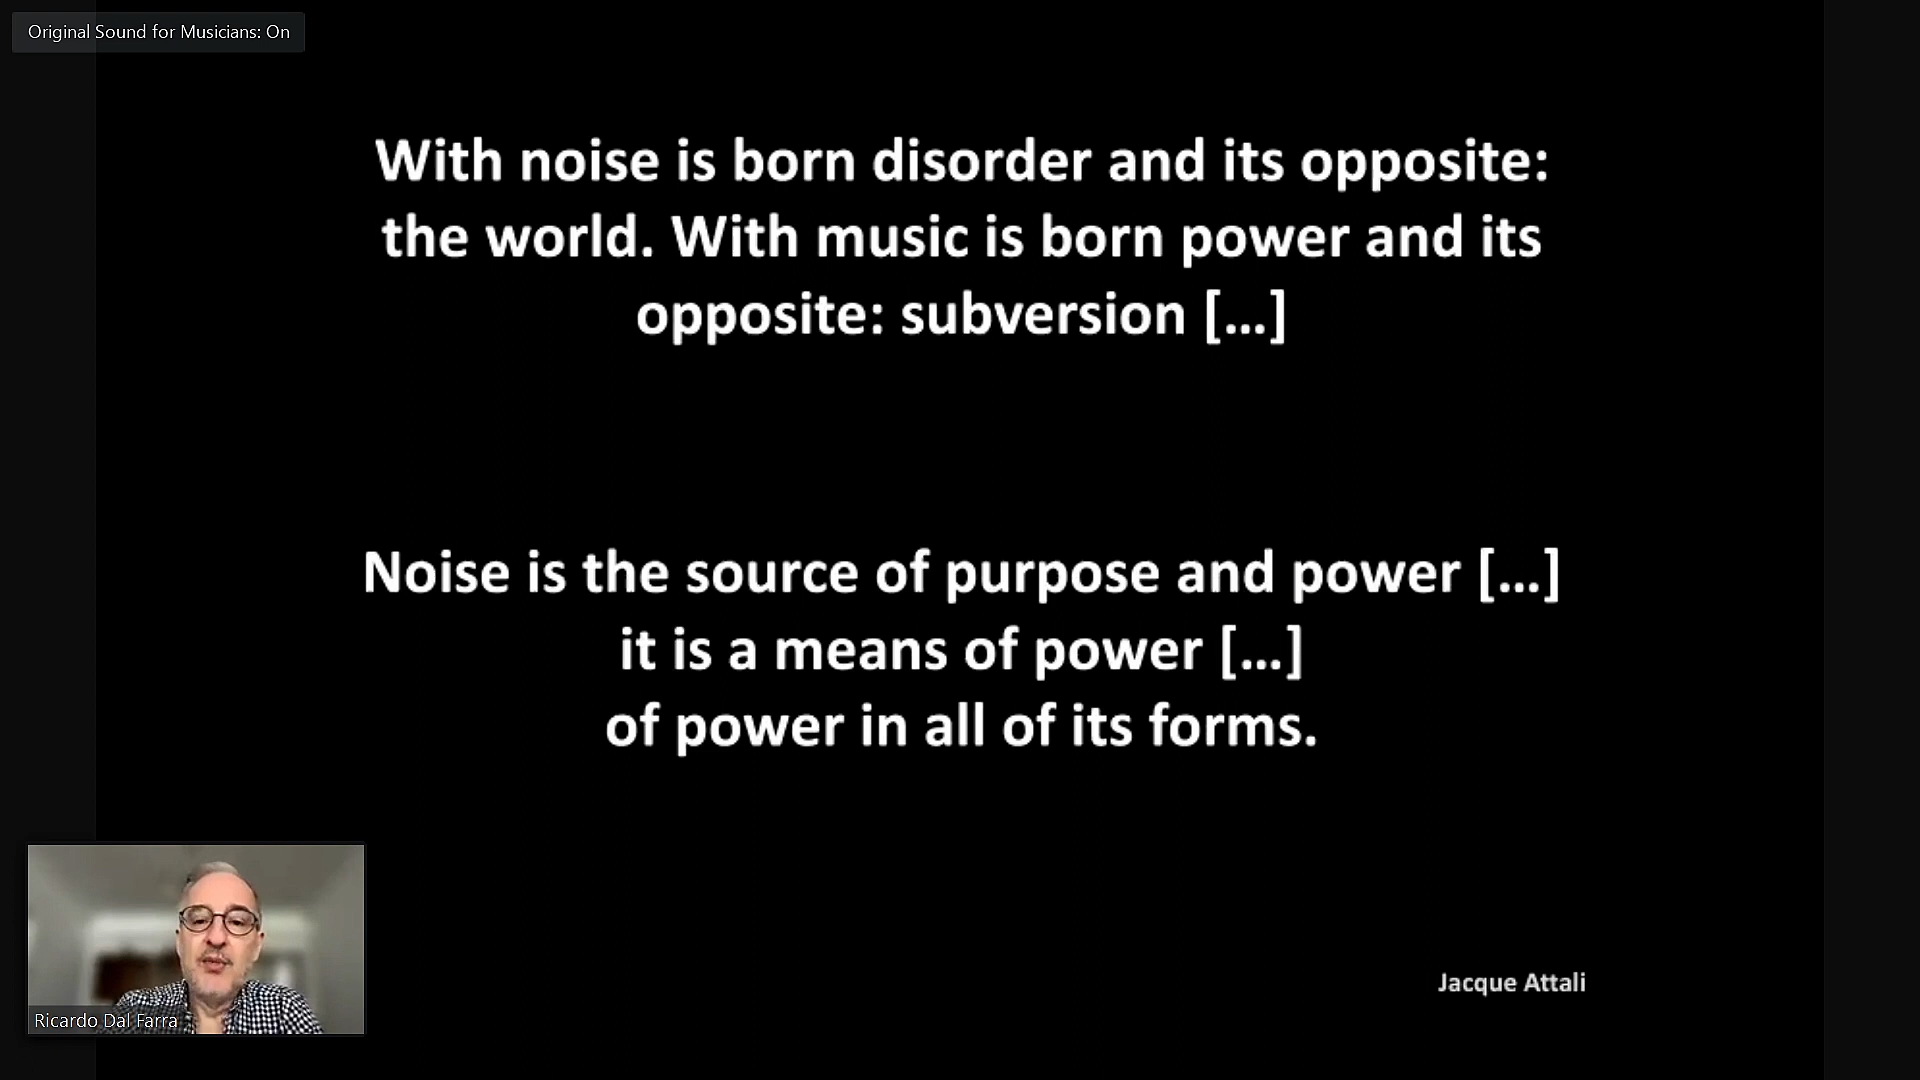 Original Sound for Musicians: On
With noise is born disorder and its opposite:
the world. With music is born power and its
opposite: subversion [...]
Noise is the source of purpose and power [...]
it is a means of power [...]
of power in all of its forms.
Jacque Attali
Ricardo Dal Farra